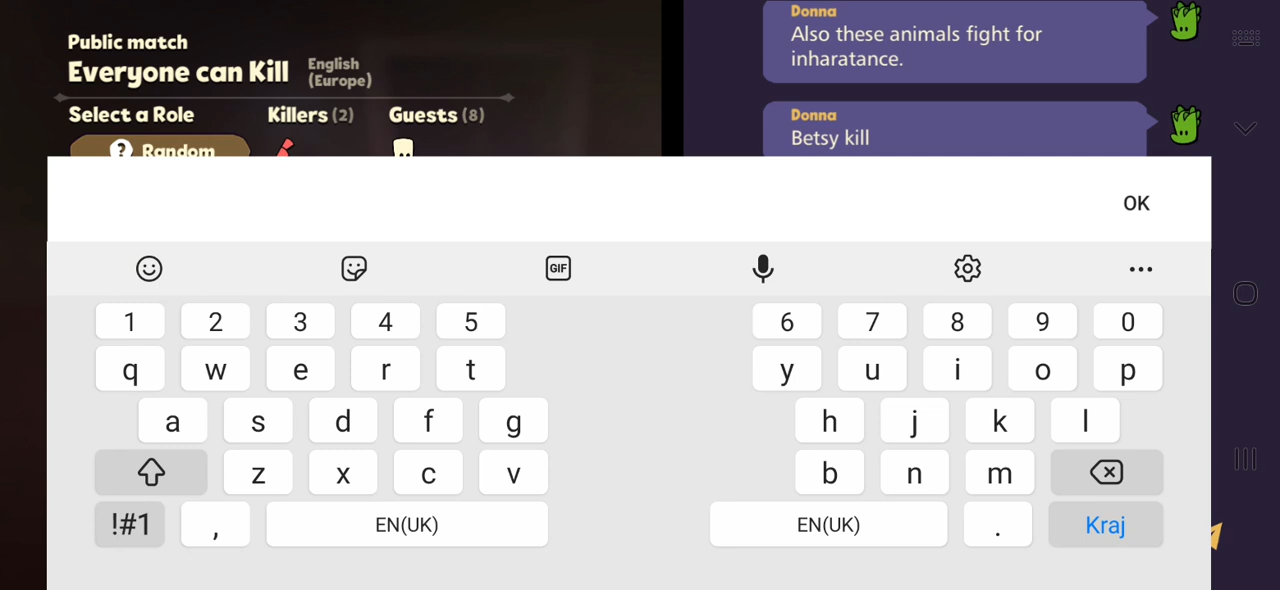 Public match
Everyone can Kill
English
(Europe)
Select a Role
Killers (2)
Guests (8)
Random
Donna
Also these animals fight for
inharatance.
Donna
Betsy kill
OK
GIF
1 2 3 4 5 6 7 8 9 0
q w e r t y u i o p
a s d f g h j k l
z x c v b n m
!#1 , EN(UK) EN(UK) . Kraj